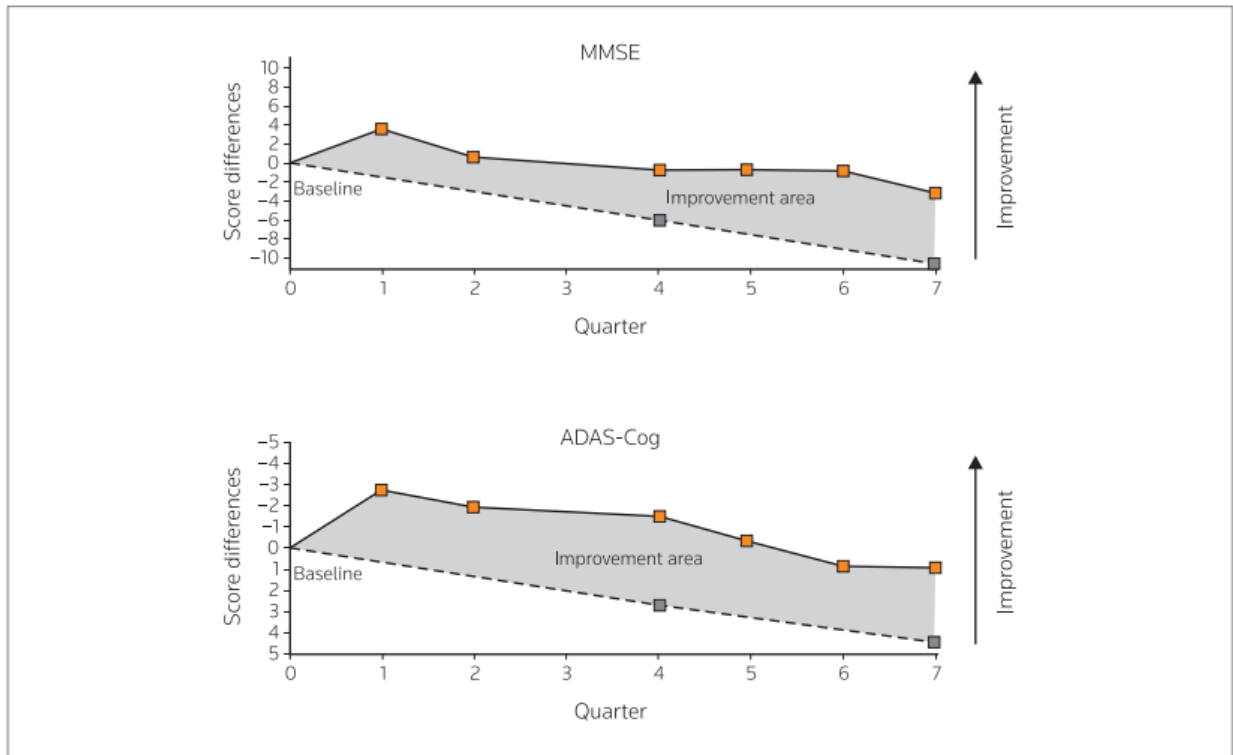 MMSE
Score differences
10
8
6
4
2
0
−2
−4
−6
−8
−10
Baseline
Improvement area
Improvement
0 1 2 3 4 5 6 7
Quarter
ADAS-Cog
Score differences
−5
−4
−3
−2
−1
0
1
2
3
4
5
Baseline
Improvement area
Improvement
0 1 2 3 4 5 6 7
Quarter